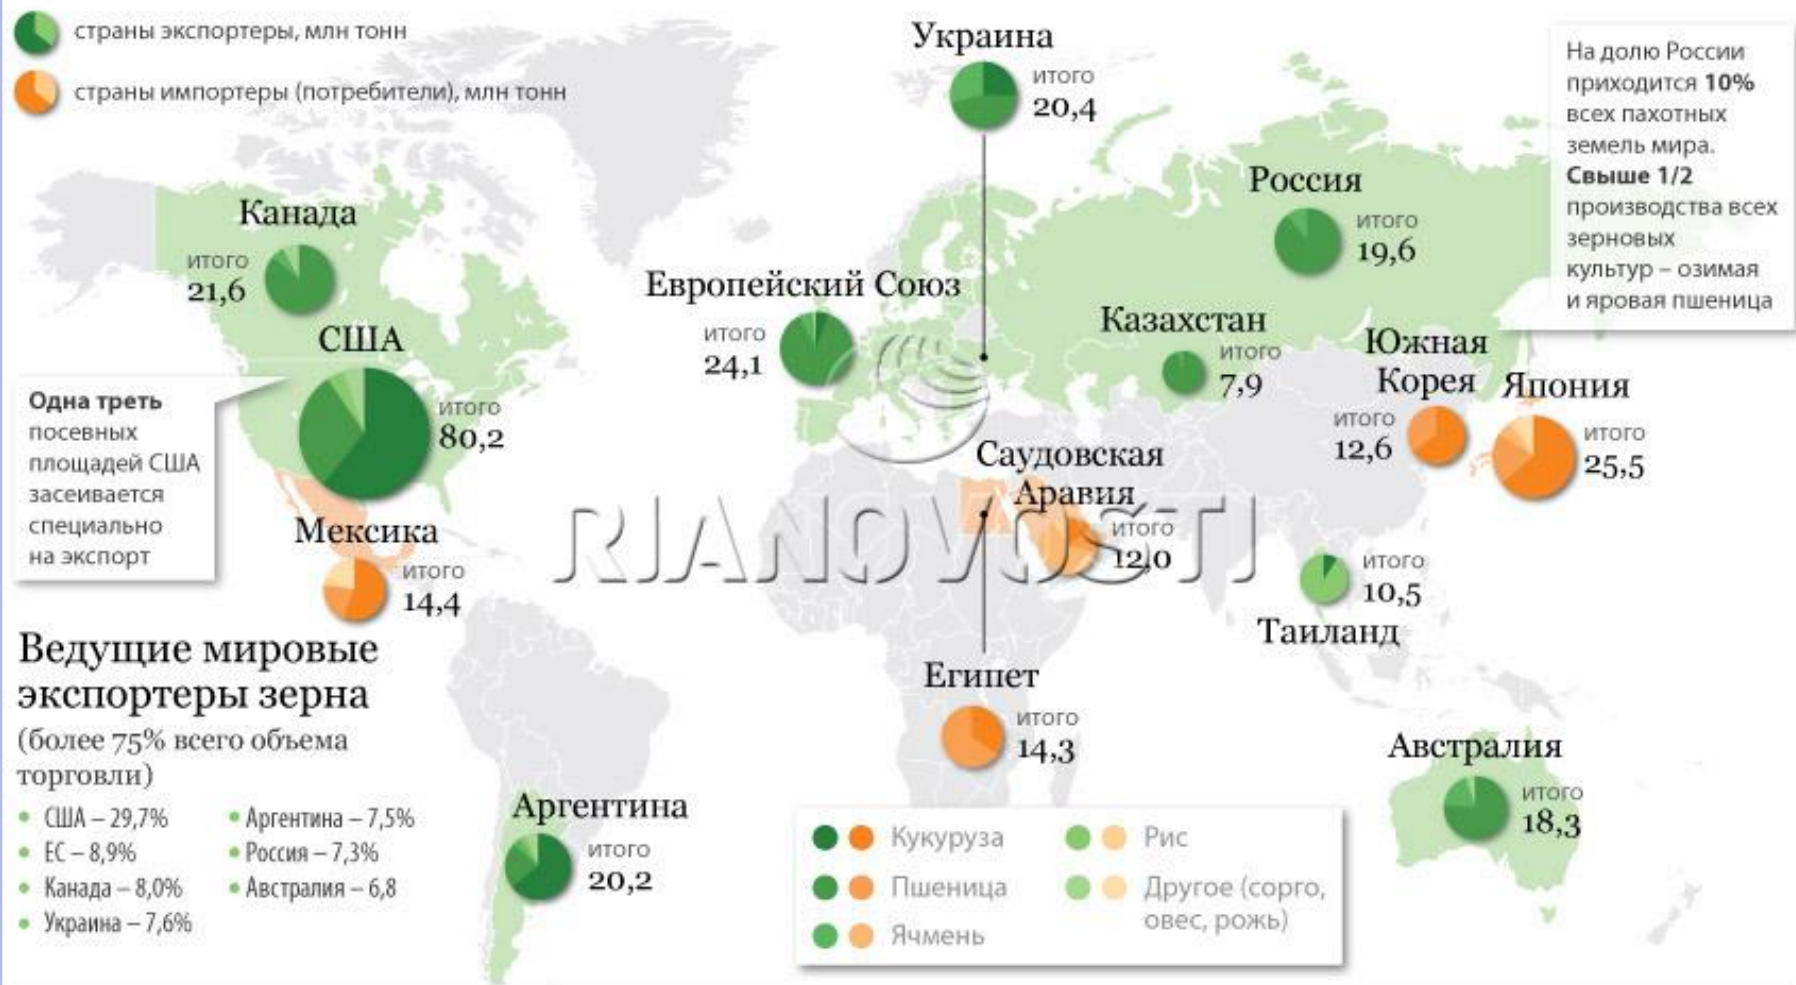 страны экспортеры, млн тонн
страны импортеры (потребители), млн тонн
Украина
итого
20,4
На долю России
приходится 10%
всех пахотных
земель мира.
Свыше 1/2
производства всех
зерновых
культур – озимая
и яровая пшеница
Канада
итого
21,6
Россия
итого
19,6
Европейский Союз
итого
24,1
Казахстан
итого
7,9
США
итого
80,2
Южная
Корея
итого
12,6
Япония
итого
25,5
Одна треть
посевных
площадей США
засеивается
специально
на экспорт
Саудовская
Аравия
итого
12,0
RIANOVOSTI
Мексика
итого
14,4
итого
10,5
Таиланд
Ведущие мировые
экспортеры зерна
(более 75% всего объема
торговли)
• США – 29,7%
• ЕС – 8,9%
• Канада – 8,0%
• Украина – 7,6%
• Аргентина – 7,5%
• Россия – 7,3%
• Австралия – 6,8
Египет
итого
14,3
Аргентина
итого
20,2
Австралия
итого
18,3
Кукуруза
Пшеница
Ячмень
Рис
Другое (сорго,
овес, рожь)